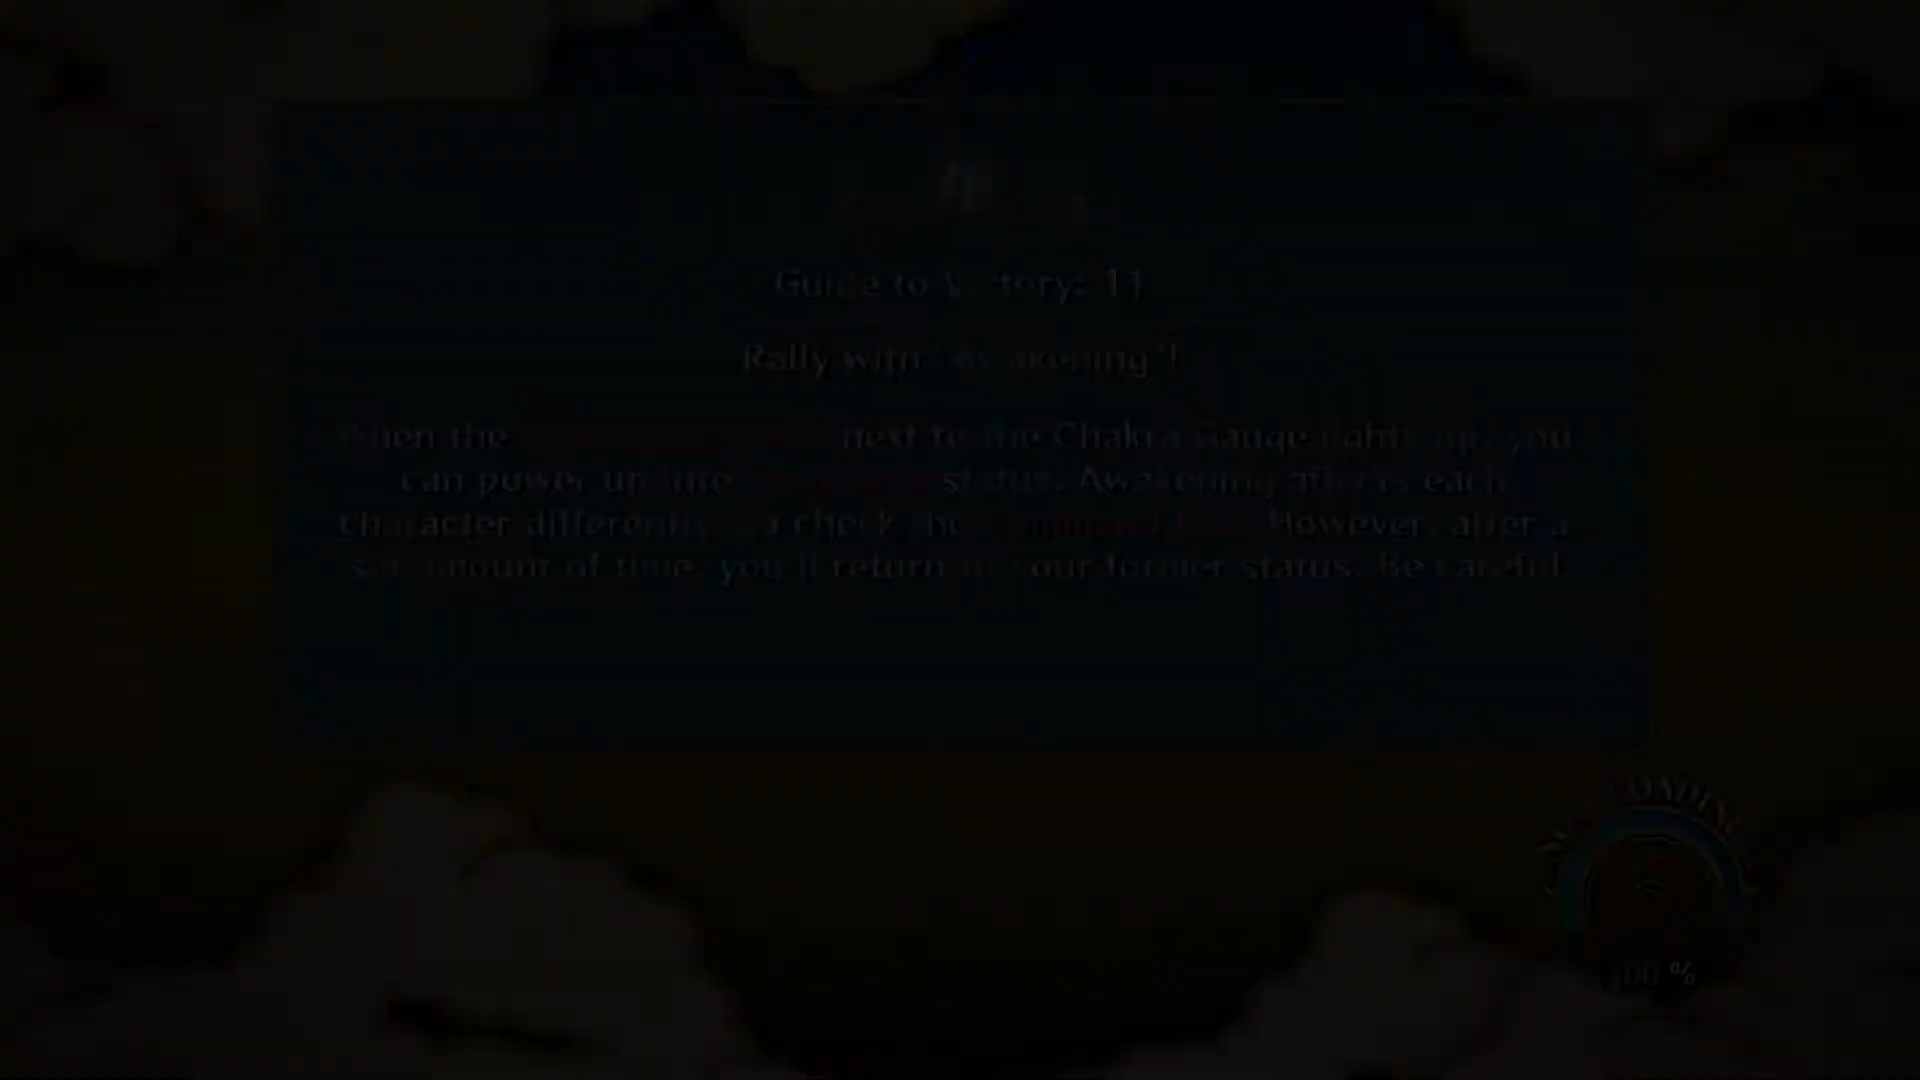 Guide to Victory: 11
Rally with "Awakening"!
When the next to the Chakra Gauge lights up, you
can power up into status. Awakening affects each
character differently, so check the However, after a
set amount of time, you'll return to your former status. Be careful.
NOW LOADING
100 %